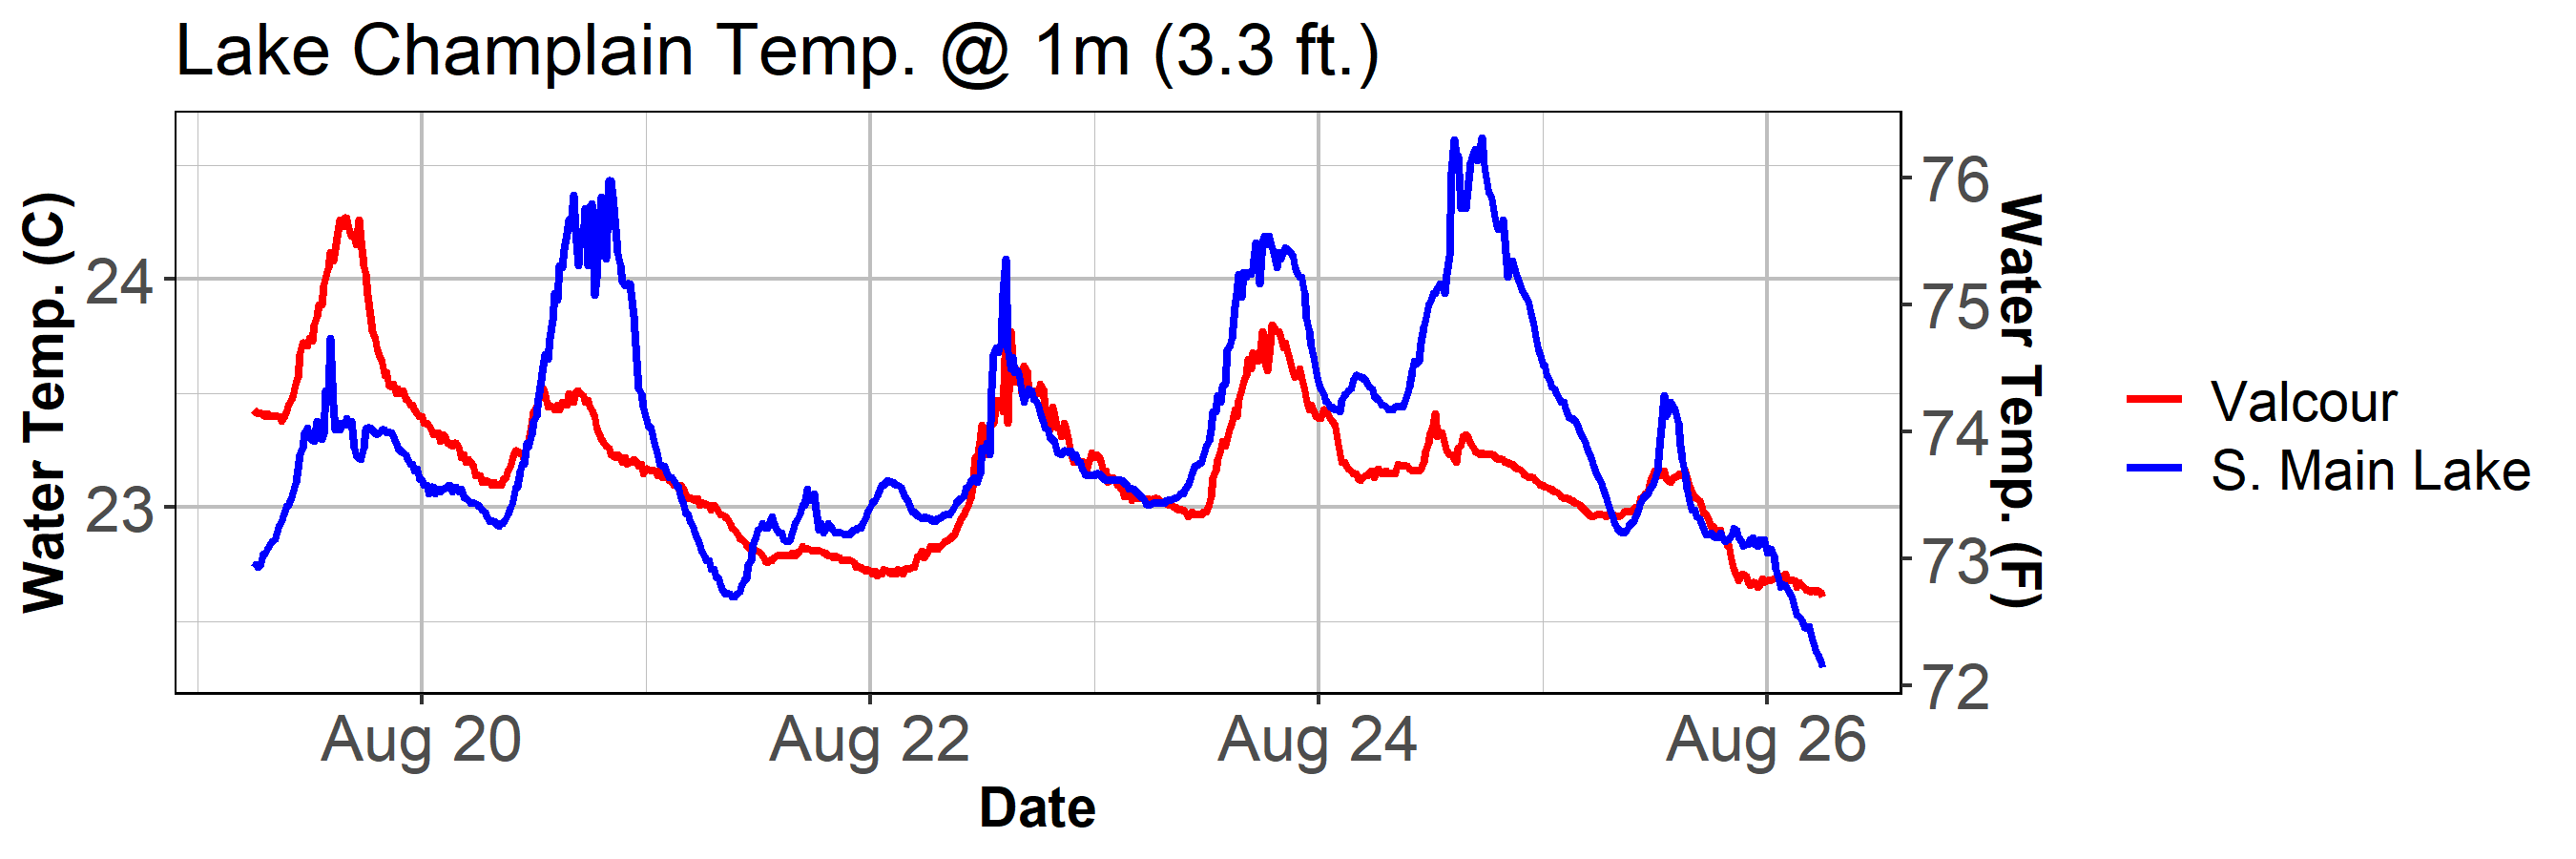 Lake Champlain Temp. @ 1m (3.3 ft.)
Water Temp. (C)
24
23
76
75
74
73
72
Water Temp. (F)
Aug 20
Aug 22
Aug 24
Aug 26
Date
Valcour
S. Main Lake